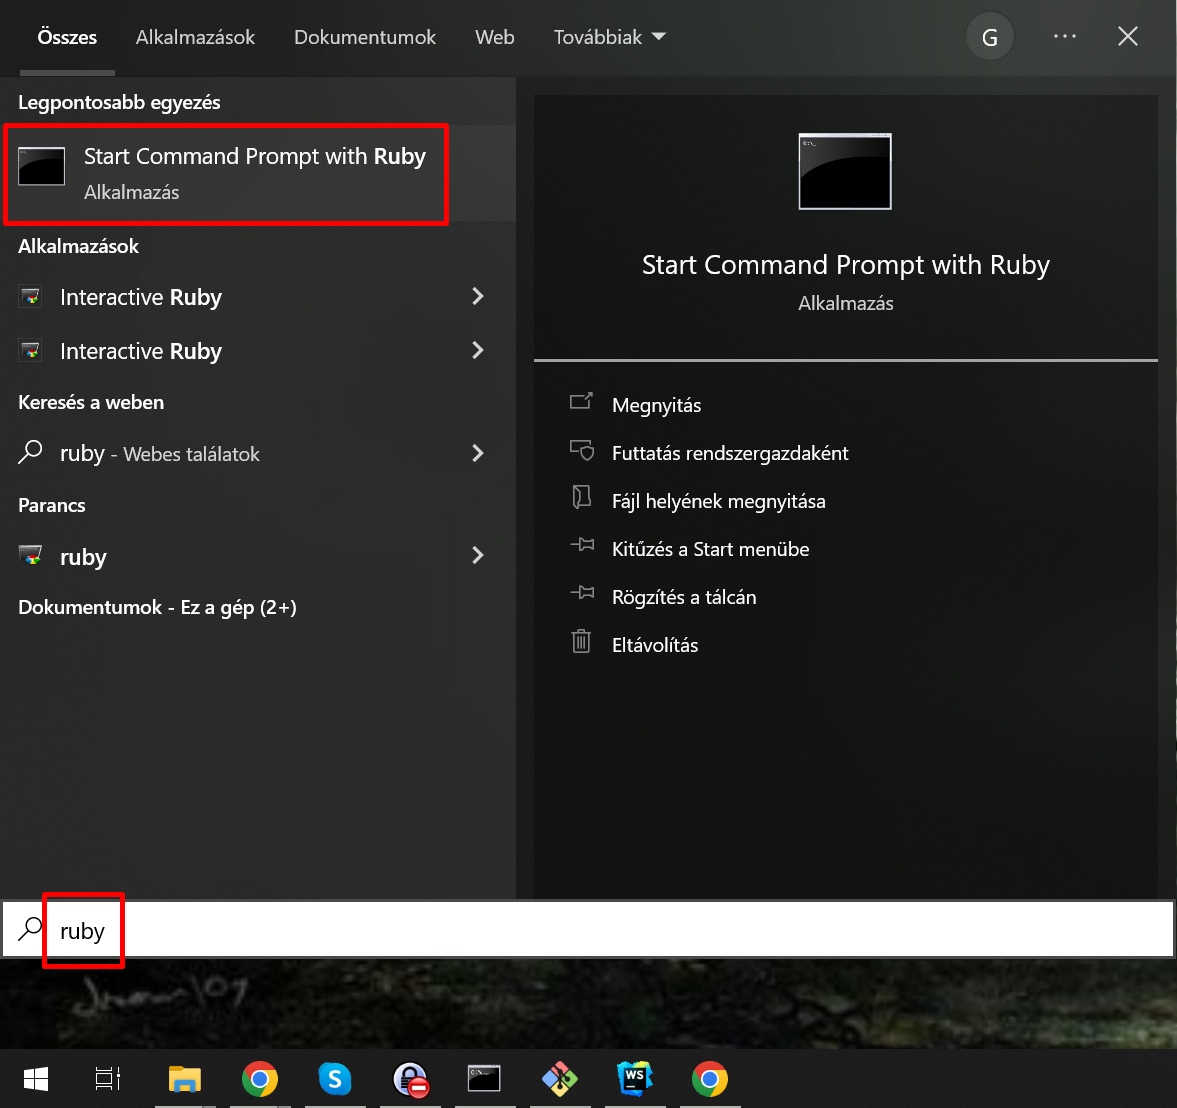 Összes Alkalmazások Dokumentumok Web Továbbiak G
Legpontosabb egyezés
Start Command Prompt with Ruby
Alkalmazás
Alkalmazások
Interactive Ruby
Interactive Ruby
Keresés a weben
ruby - Webes találatok
Parancs
ruby
Dokumentumok - Ez a gép (2+)
Start Command Prompt with Ruby
Alkalmazás
Megnyitás
Futtatás rendszergazdaként
Fájl helyének megnyitása
Kitűzés a Start menübe
Rögzítés a tálcán
Eltávolítás
ruby
S
WS